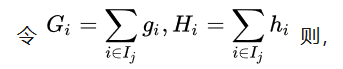 令 $G_i = \sum_{i \in I_j} g_i, H_i = \sum_{i \in I_j} h_i$ 则,